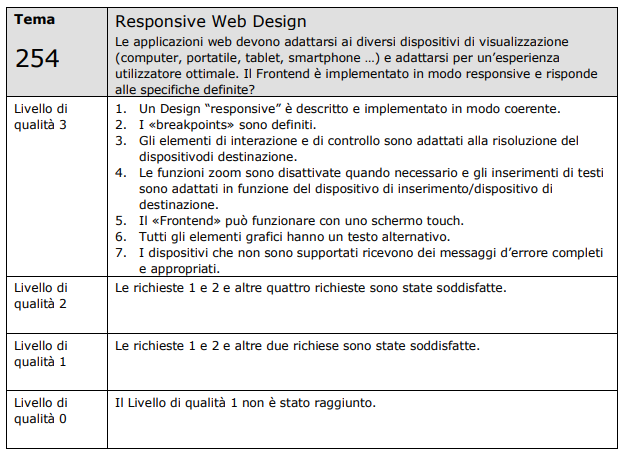 Tema
254
Responsive Web Design
Le applicazioni web devono adattarsi ai diversi dispositivi di visualizzazione
(computer, portatile, tablet, smartphone …) e adattarsi per un’esperienza
utilizzatore ottimale. Il Frontend è implementato in modo responsive e risponde
alle specifiche definite?
Livello di
qualità 3
1. Un Design “responsive” è descritto e implementato in modo coerente.
2. I «breakpoints» sono definiti.
3. Gli elementi di interazione e di controllo sono adattati alla risoluzione del
dispositivodi destinazione.
4. Le funzioni zoom sono disattivate quando necessario e gli inserimenti di testi
sono adattati in funzione del dispositivo di inserimento/dispositivo di
destinazione.
5. Il «Frontend» può funzionare con uno schermo touch.
6. Tutti gli elementi grafici hanno un testo alternativo.
7. I dispositivi che non sono supportati ricevono dei messaggi d’errore completi
e appropriati.
Livello di
qualità 2
Le richieste 1 e 2 e altre quattro richieste sono state soddisfatte.
Livello di
qualità 1
Le richieste 1 e 2 e altre due richiese sono state soddisfatte.
Livello di
qualità 0
Il Livello di qualità 1 non è stato raggiunto.